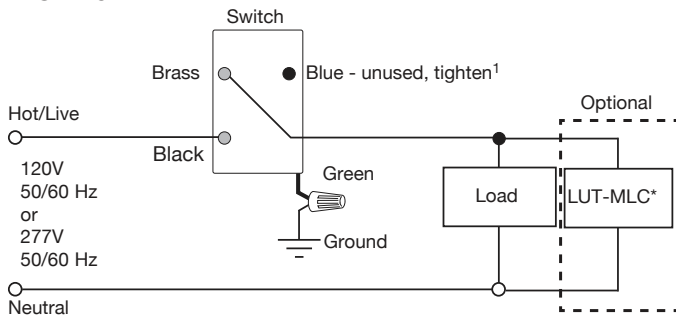 Switch
Brass
Blue - unused, tighten1
Optional
Hot/Live
Black
120V
50/60 Hz
or
277V
50/60 Hz
Green
Load
LUT-MLC*
Ground
Neutral